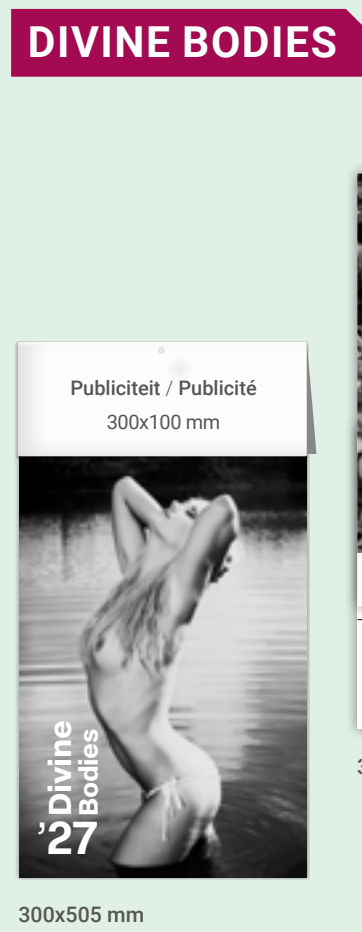 DIVINE BODIES
Publiciteit / Publicité
300x100 mm
Divine
Bodies
’27
300x505 mm